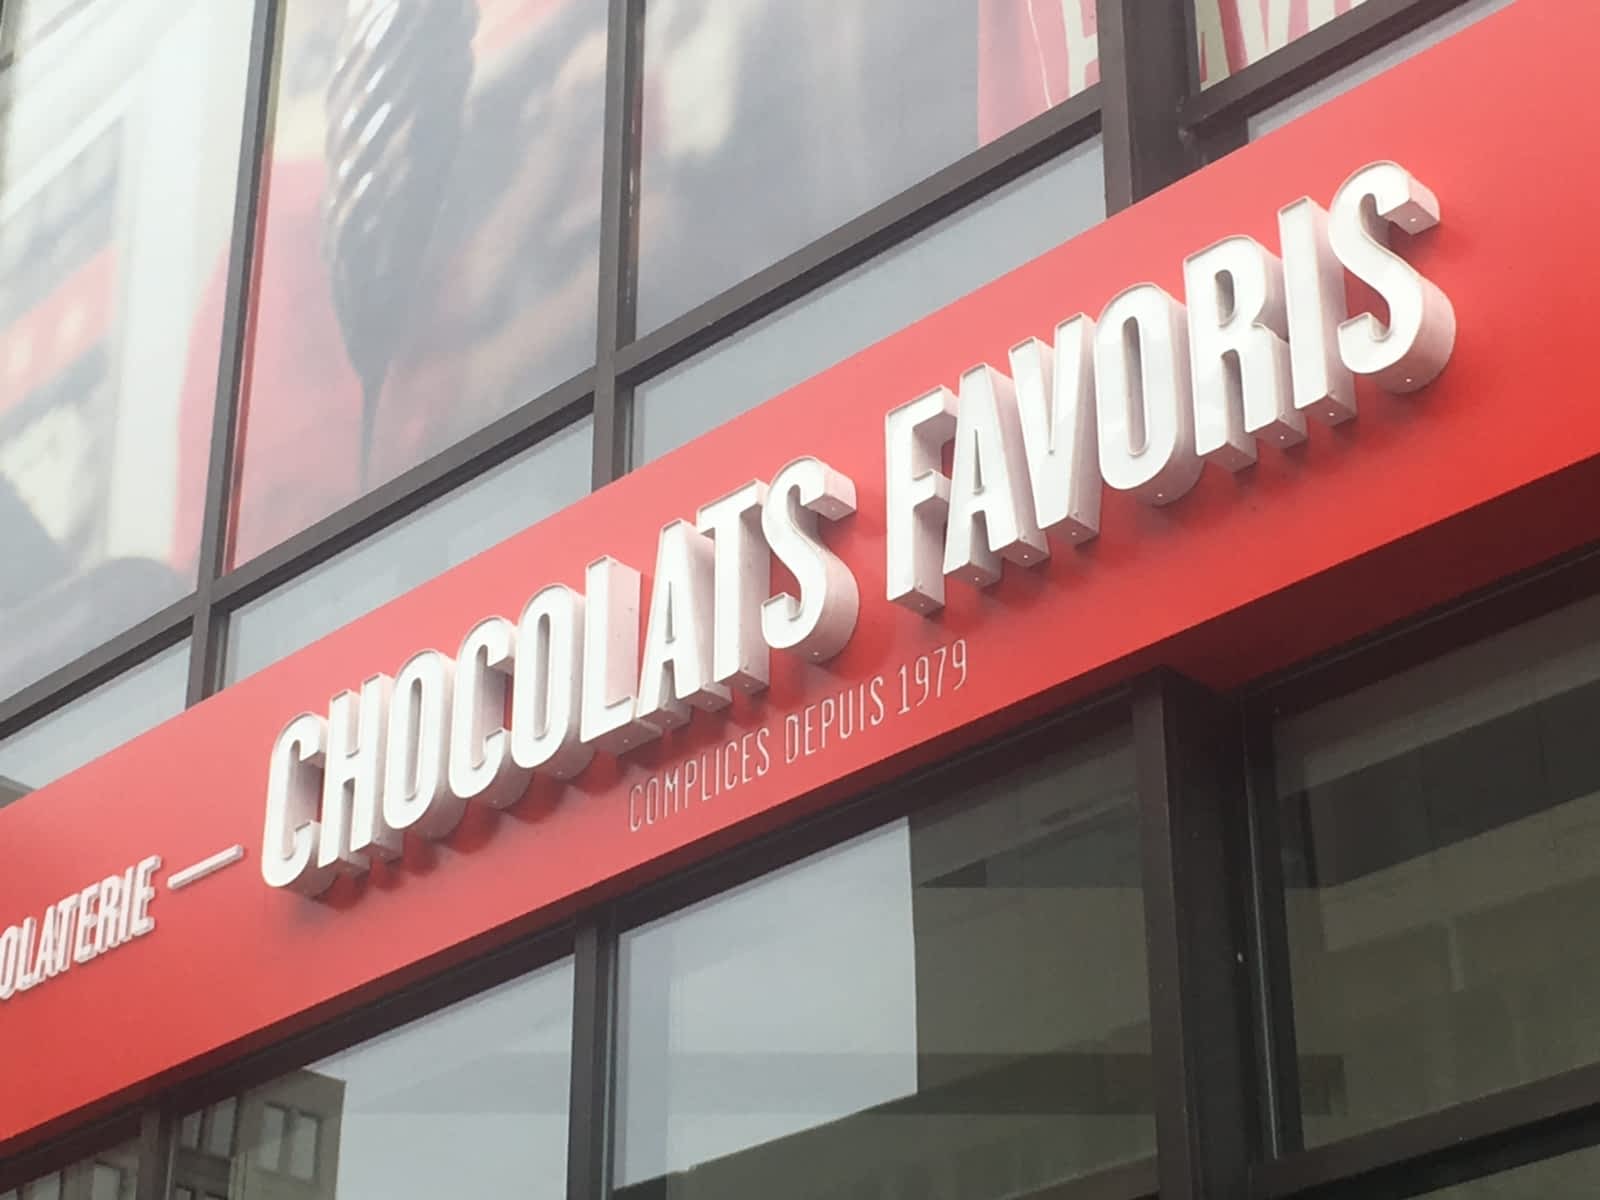 CHOCOLATS FAVORIS
COMPLICES DEPUIS 1979
OLATERIE —